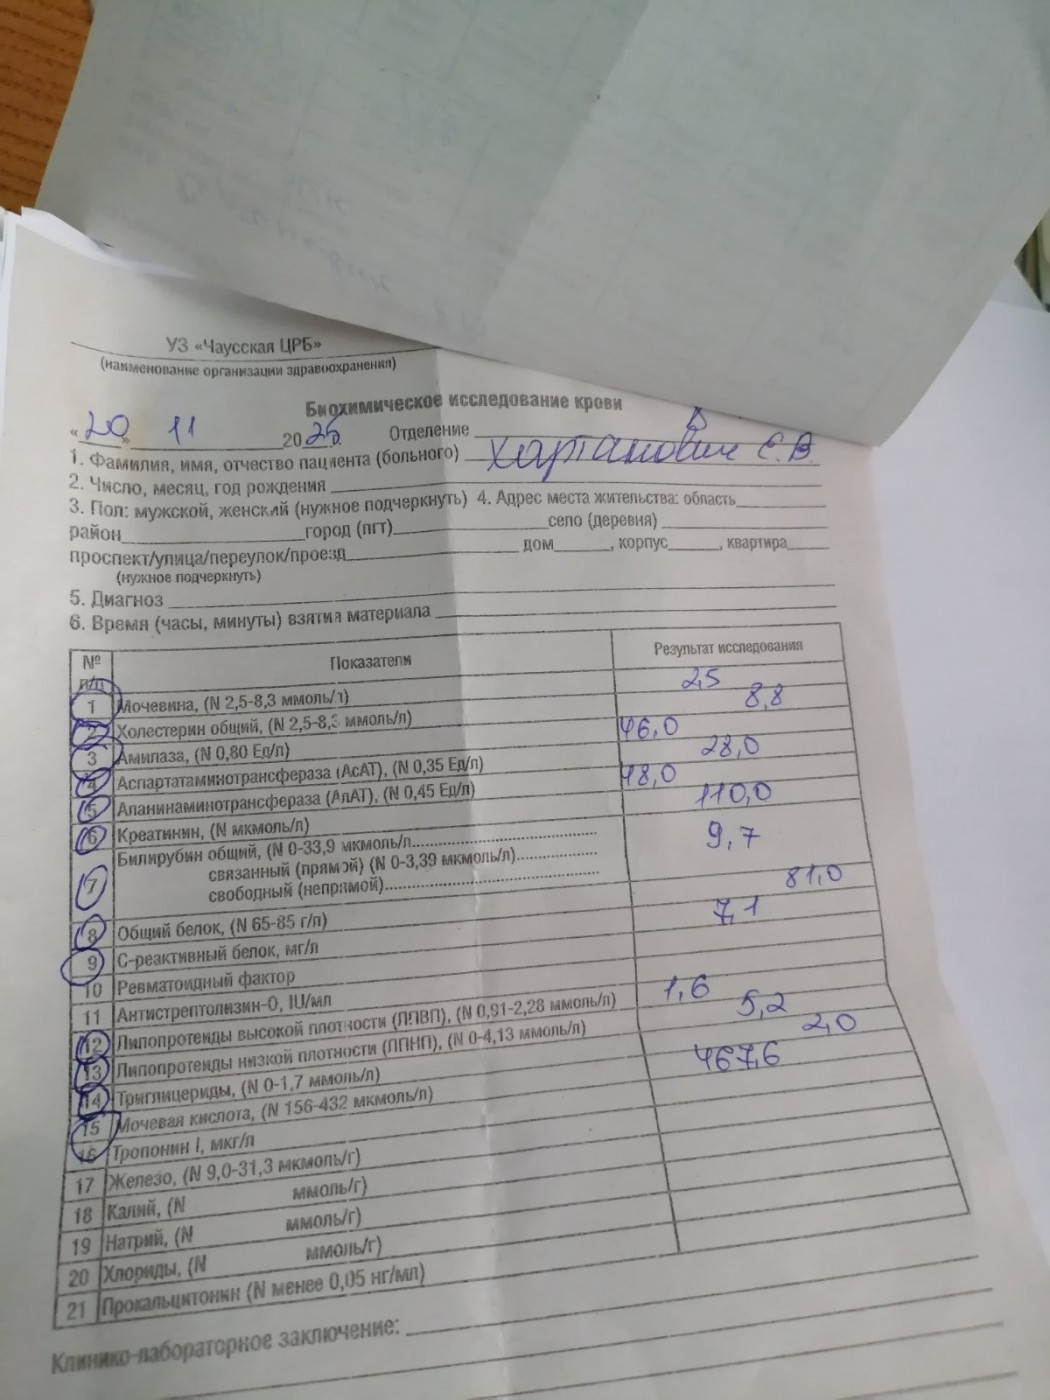 УЗ «Чаусская ЦРБ»
(наименование организации здравоохранения)
Биохимическое исследование крови
«20» 11 2025 Отделение
1. Фамилия, имя, отчество пациента (больного) Хартанович Е.В
2. Число, месяц, год рождения
3. Пол: мужской, женский (нужное подчеркнуть) 4. Адрес места жительства: область
район город (пгт) село (деревня)
проспект/улица/переулок/проезд дом , корпус , квартира
(нужное подчеркнуть)
5. Диагноз
6. Время (часы, минуты) взятия материала
№ п/п Показатели Результат исследования
1 Мочевина, (N 2,5-8,3 ммоль/л) 2,5
2 Холестерин общий, (N 2,5-8,3 ммоль/л) 8,8
3 Амилаза, (N 0,80 Ед/л) 46,0
4 Аспартатаминотрансфераза (АсАТ), (N 0,35 Ед/л) 28,0
5 Аланинаминотрансфераза (АлАТ), (N 0,45 Ед/л) 48,0
6 Креатинин, (N мкмоль/л) 110,0
7 Билирубин общий, (N 0-33,9 мкмоль/л 9,7
связанный (прямой) (N 0-3,39 мкмоль/л)
свободный (непрямой)
8 Общий белок, (N 65-85 г/л) 81,0
9 С-реактивный белок, мг/л 7,1
10 Ревматоидный фактор
11 Антистрептолизин-О, IU/мл
12 Липопротеиды высокой плотности (ЛПВП), (N 0,91-2,28 ммоль/л) 1,6
13 Липопротеиды низкой плотности (ЛПНП), (N 0-4,13 ммоль/л) 5,2
14 Триглицериды, (N 0-1,7 ммоль/л) 2,0
15 Мочевая кислота, (N 156-432 мкмоль/л) 467,6
16 Тропонин I, мкг/л
17 Железо, (N 9,0-31,3 мкмоль/г)
18 Калий, (N ммоль/г)
19 Натрий, (N ммоль/г)
20 Хлориды, (N ммоль/г)
21 Прокальцитонин (N менее 0,05 нг/мл)
Клинико-лабораторное заключение: